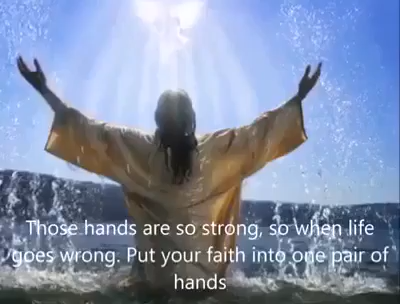 Those hands are so strong, so when life
goes wrong. Put your faith into one pair of
hands